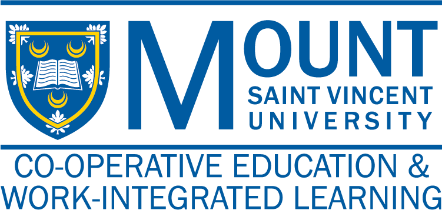 MOUNT
SAINT VINCENT
UNIVERSITY
CO-OPERATIVE EDUCATION &
WORK-INTEGRATED LEARNING